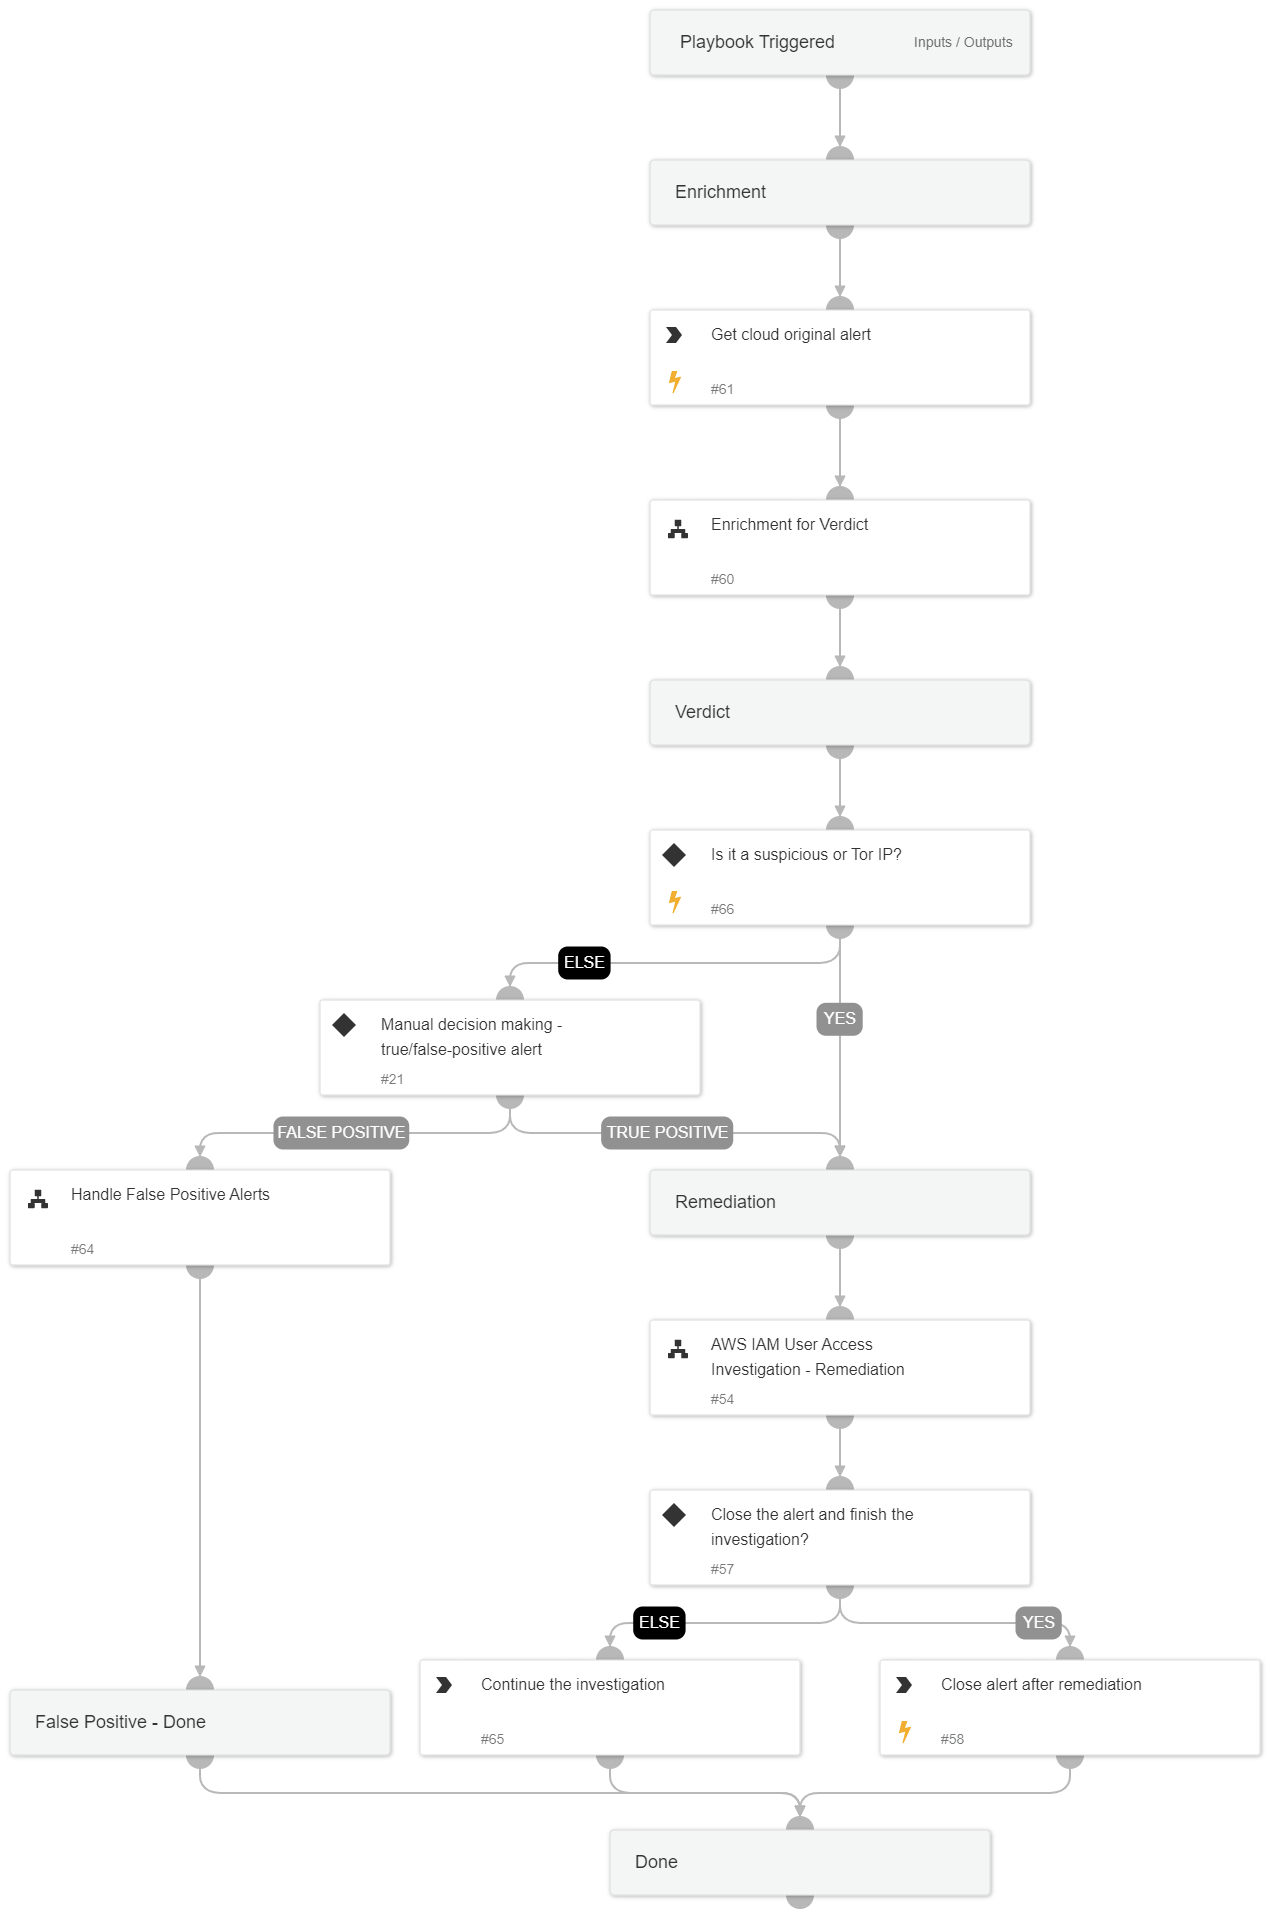 Playbook Triggered
Inputs / Outputs
Enrichment
Get cloud original alert
#61
Enrichment for Verdict
#60
Verdict
Is it a suspicious or Tor IP?
#66
ELSE
YES
Manual decision making -
true/false-positive alert
#21
FALSE POSITIVE
TRUE POSITIVE
Handle False Positive Alerts
#64
Remediation
AWS IAM User Access
Investigation - Remediation
#54
Close the alert and finish the
investigation?
#57
ELSE
YES
Continue the investigation
#65
Close alert after remediation
#58
False Positive - Done
Done